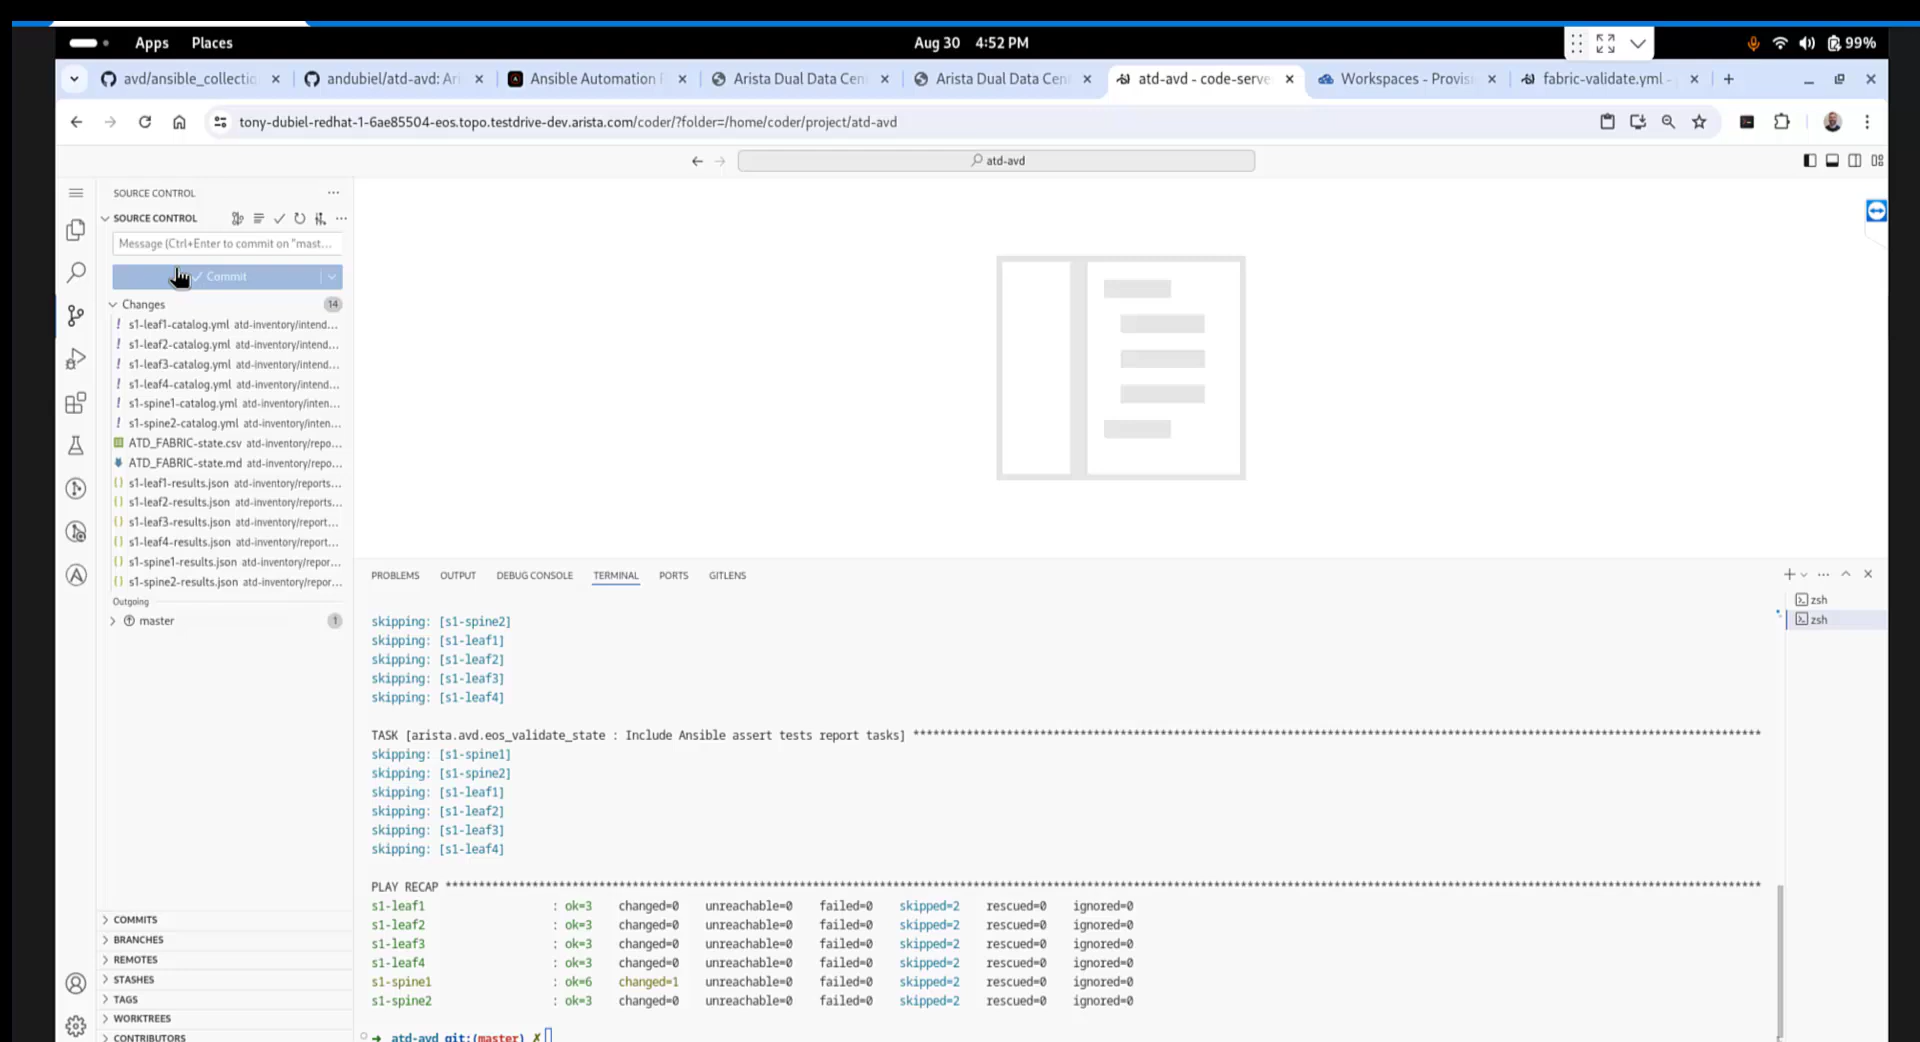 Apps Places Aug 30 4:52 PM 99%
avd/ansible_collectio andubiel/atd-avd: Ari Ansible Automation Arista Dual Data Cen Arista Dual Data Cen atd-avd - code-serve Workspaces - Provisi fabric-validate.yml -
tony-dubiel-redhat-1-6ae85504-eos.topo.testdrive-dev.arista.com/coder/?folder=/home/coder/project/atd-avd
atd-avd
SOURCE CONTROL
SOURCE CONTROL
Message (Ctrl+Enter to commit on "mast...
Commit
Changes 14
! s1-leaf1-catalog.yml atd-inventory/intend...
! s1-leaf2-catalog.yml atd-inventory/intend...
! s1-leaf3-catalog.yml atd-inventory/intend...
! s1-leaf4-catalog.yml atd-inventory/intend...
! s1-spine1-catalog.yml atd-inventory/inten...
! s1-spine2-catalog.yml atd-inventory/inten...
ATD_FABRIC-state.csv atd-inventory/repo...
ATD_FABRIC-state.md atd-inventory/repo...
{} s1-leaf1-results.json atd-inventory/reports...
{} s1-leaf2-results.json atd-inventory/reports...
{} s1-leaf3-results.json atd-inventory/report...
{} s1-leaf4-results.json atd-inventory/report...
{} s1-spine1-results.json atd-inventory/repor...
{} s1-spine2-results.json atd-inventory/repor...
Outgoing
master 1
COMMITS
BRANCHES
REMOTES
STASHES
TAGS
WORKTREES
CONTRIBUTORS
PROBLEMS OUTPUT DEBUG CONSOLE TERMINAL PORTS GITLENS
zsh
zsh
skipping: [s1-spine2]
skipping: [s1-leaf1]
skipping: [s1-leaf2]
skipping: [s1-leaf3]
skipping: [s1-leaf4]
TASK [arista.avd.eos_validate_state : Include Ansible assert tests report tasks] ******************************************************************************************************************************
skipping: [s1-spine1]
skipping: [s1-spine2]
skipping: [s1-leaf1]
skipping: [s1-leaf2]
skipping: [s1-leaf3]
skipping: [s1-leaf4]
PLAY RECAP ****************************************************************************************************************************************************************************************************
s1-leaf1 : ok=3 changed=0 unreachable=0 failed=0 skipped=2 rescued=0 ignored=0
s1-leaf2 : ok=3 changed=0 unreachable=0 failed=0 skipped=2 rescued=0 ignored=0
s1-leaf3 : ok=3 changed=0 unreachable=0 failed=0 skipped=2 rescued=0 ignored=0
s1-leaf4 : ok=3 changed=0 unreachable=0 failed=0 skipped=2 rescued=0 ignored=0
s1-spine1 : ok=6 changed=1 unreachable=0 failed=0 skipped=2 rescued=0 ignored=0
s1-spine2 : ok=3 changed=0 unreachable=0 failed=0 skipped=2 rescued=0 ignored=0
➜ atd-avd git:(master) ✗